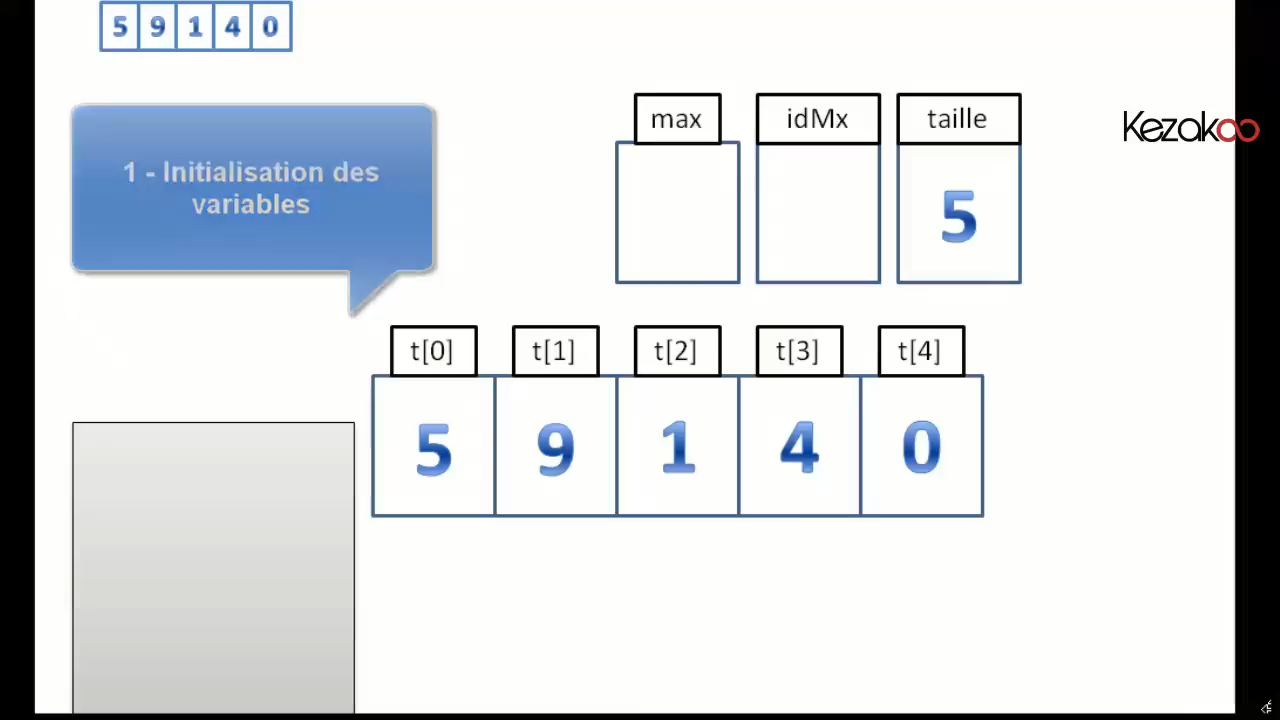 5 9 1 4 0
max idMx taille
Kezakoo
1 - Initialisation des
variables
5
t[0] t[1] t[2] t[3] t[4]
5 9 1 4 0